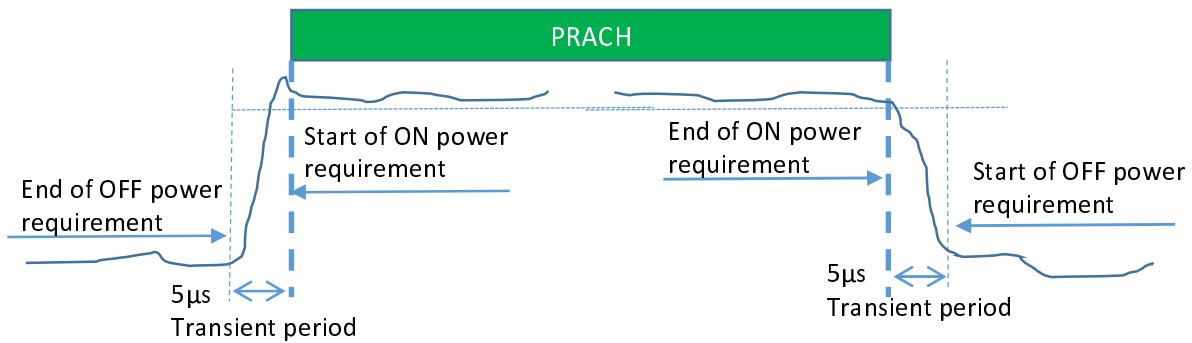 PRACH
End of OFF power
requirement
Start of ON power
requirement
End of ON power
requirement
Start of OFF power
requirement
5µs
Transient period
5µs
Transient period